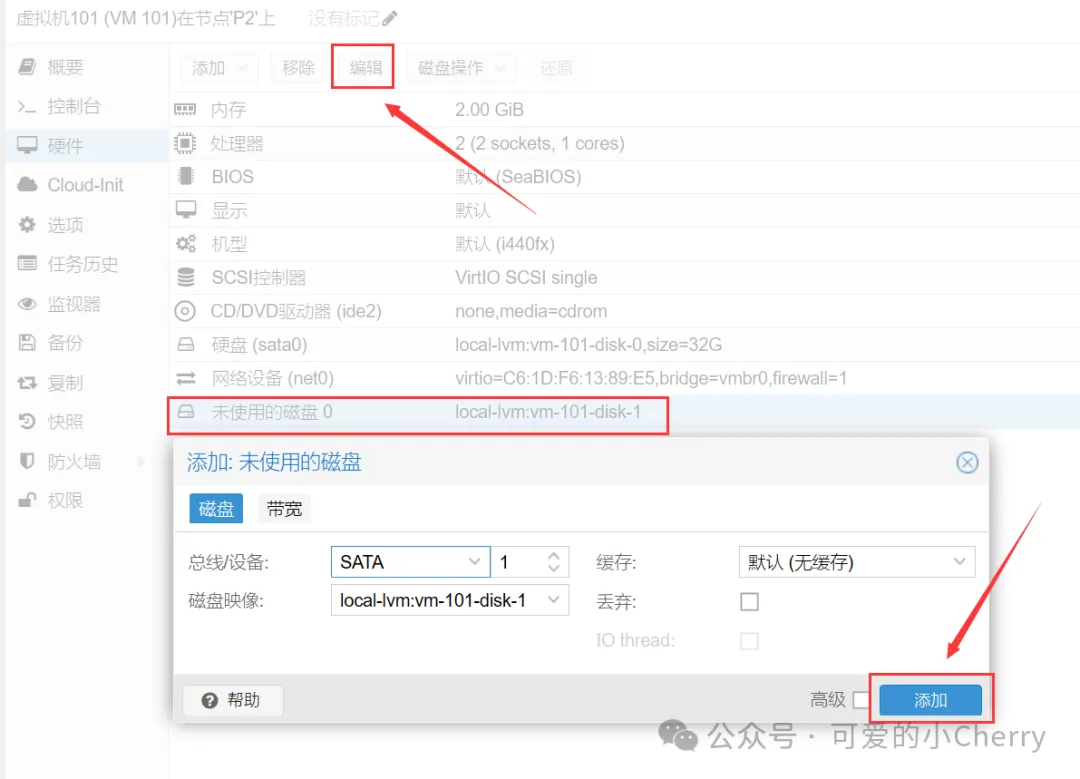 虚拟机101 (VM 101)在节点'P2'上 没有标记
概要
控制台
硬件
Cloud-Init
选项
任务历史
监视器
备份
复制
快照
防火墙
权限
添加 移除 编辑 磁盘操作 还原
内存 2.00 GiB
处理器 2 (2 sockets, 1 cores)
BIOS 默认 (SeaBIOS)
显示 默认
机型 默认 (i440fx)
SCSI控制器 VirtIO SCSI single
CD/DVD驱动器 (ide2) none,media=cdrom
硬盘 (sata0) local-lvm:vm-101-disk-0,size=32G
网络设备 (net0) virtio=C6:1D:F6:13:89:E5,bridge=vmbr0,firewall=1
未使用的磁盘 0 local-lvm:vm-101-disk-1
添加: 未使用的磁盘
磁盘 带宽
总线/设备: SATA 1 缓存: 默认 (无缓存)
磁盘映像: local-lvm:vm-101-disk-1 丢弃:
IO thread:
帮助 高级 添加
公众号 · 可爱的小Cherry